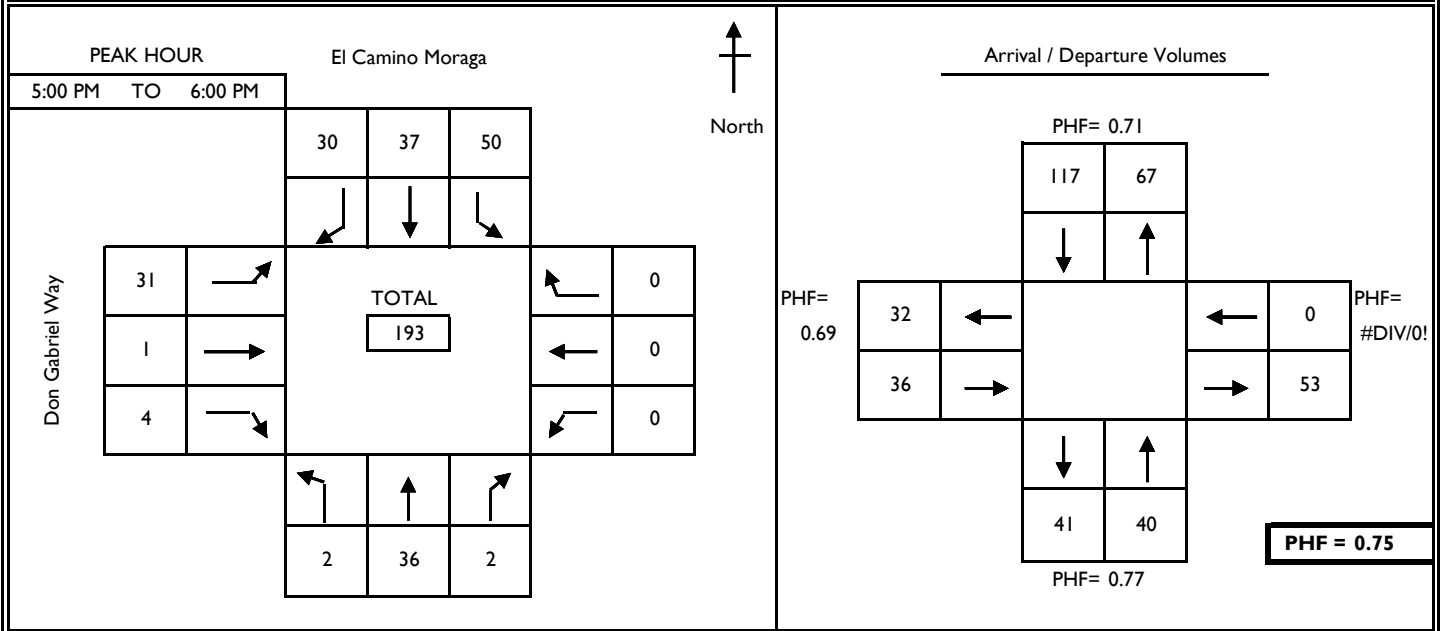 PEAK HOUR
El Camino Moraga
5:00 PM TO 6:00 PM
North
30 37 50
Don Gabriel Way
31
1
4
TOTAL
193
0
0
0
2 36 2
Arrival / Departure Volumes
PHF= 0.71
117 67
PHF=
0.69
32
36
0
53
PHF=
#DIV/0!
41 40
PHF= 0.77
PHF = 0.75